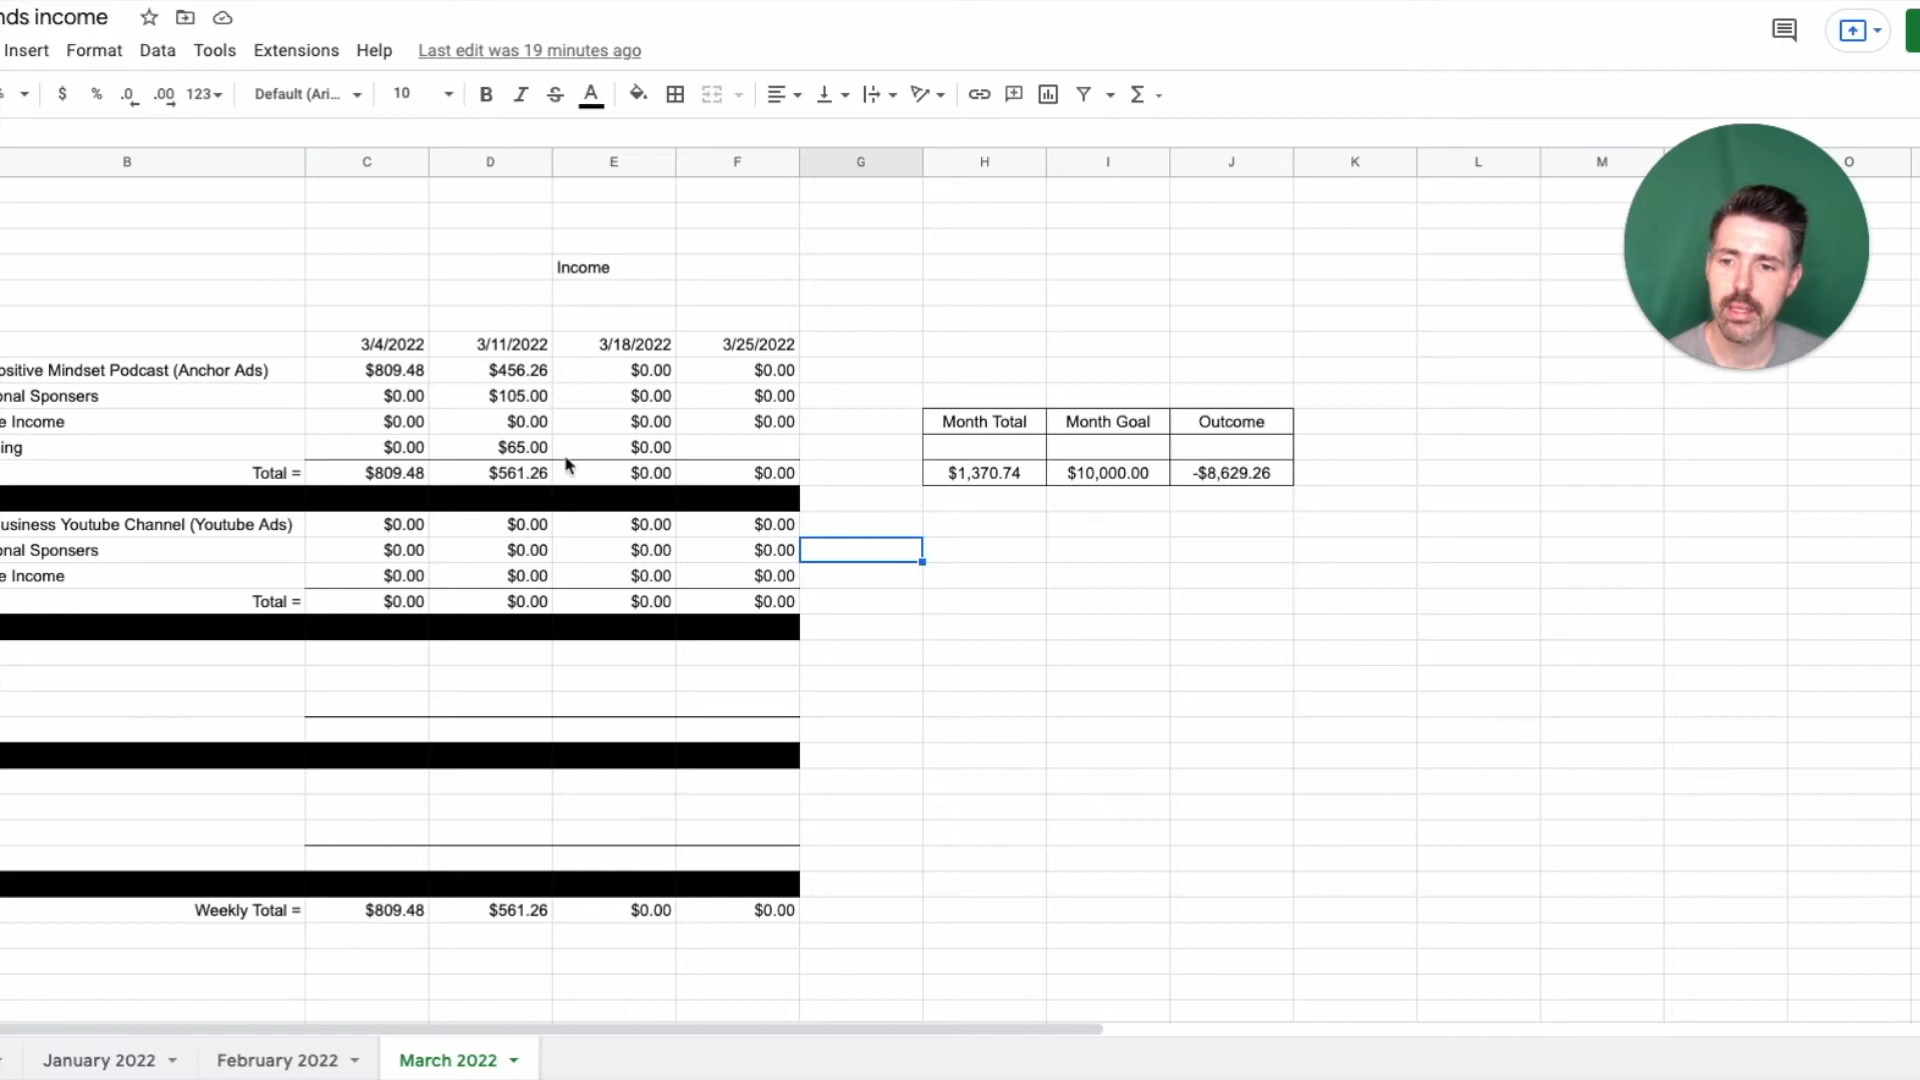 nds income
Insert Format Data Tools Extensions Help Last edit was 19 minutes ago
$ % .0 .00 123 Default (Ari... 10 B I S A
B C D E F G H I J K L M O
Income
3/4/2022 3/11/2022 3/18/2022 3/25/2022
ositive Mindset Podcast (Anchor Ads) $809.48 $456.26 $0.00 $0.00
onal Sponsers $0.00 $105.00 $0.00 $0.00
e Income $0.00 $0.00 $0.00 $0.00 Month Total Month Goal Outcome
ing $0.00 $65.00 $0.00
Total = $809.48 $561.26 $0.00 $0.00 $1,370.74 $10,000.00 -$8,629.26
usiness Youtube Channel (Youtube Ads) $0.00 $0.00 $0.00 $0.00
onal Sponsers $0.00 $0.00 $0.00 $0.00
e Income $0.00 $0.00 $0.00 $0.00
Total = $0.00 $0.00 $0.00 $0.00
Weekly Total = $809.48 $561.26 $0.00 $0.00
January 2022 February 2022 March 2022